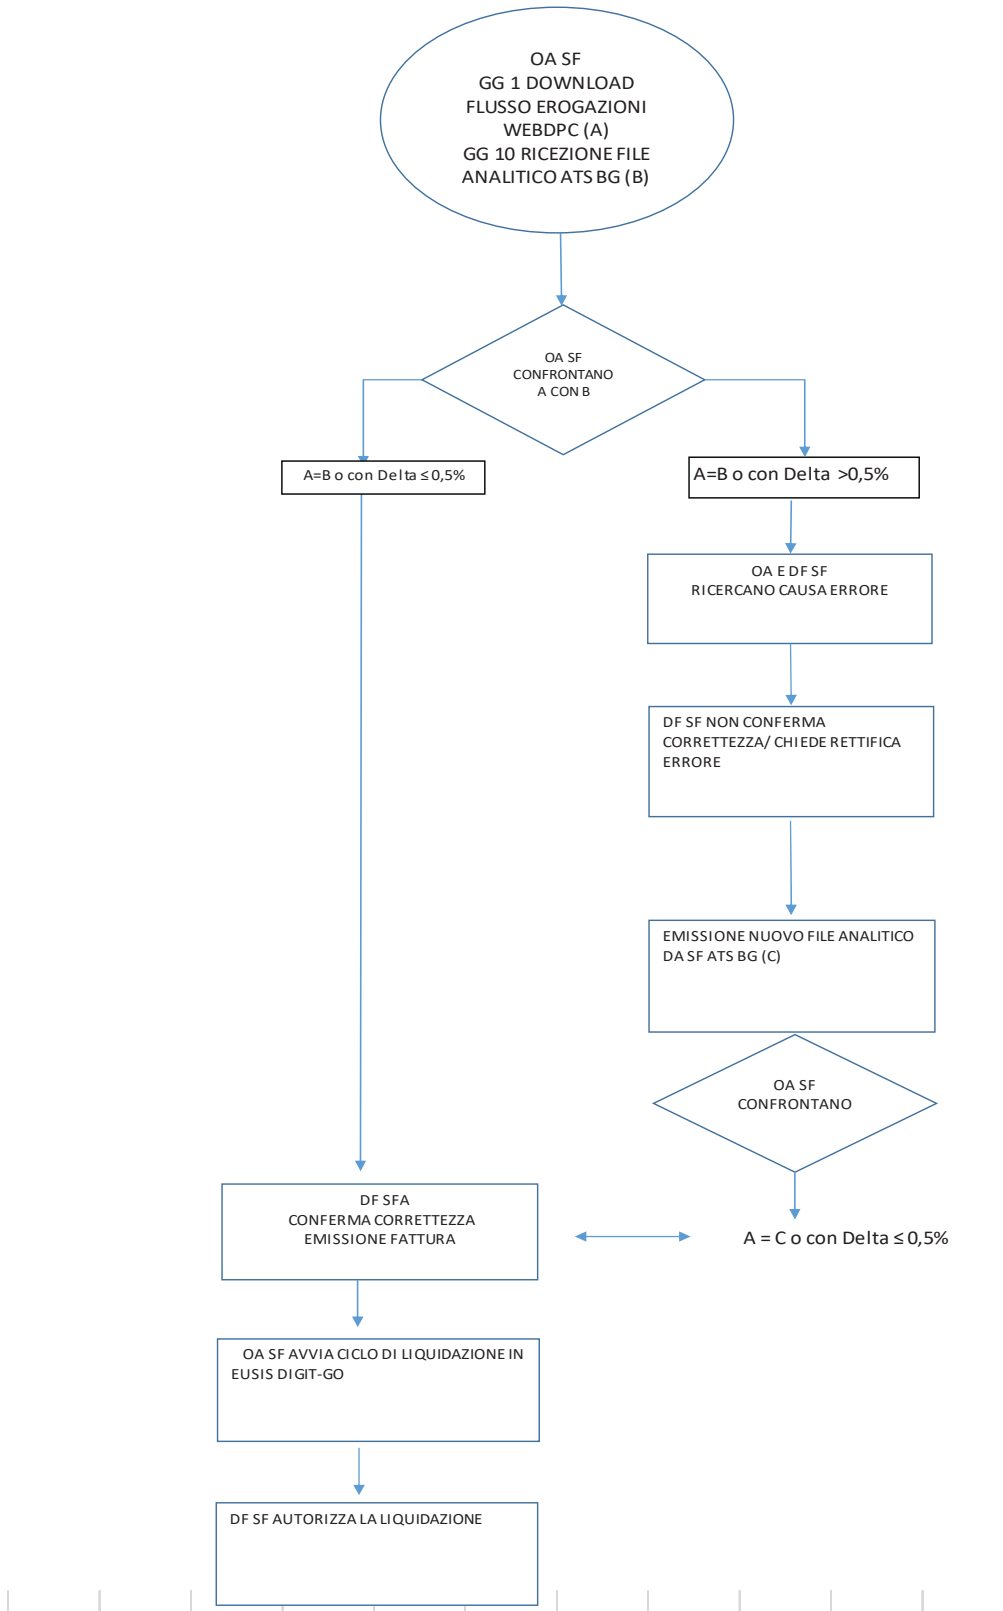 OA SF
GG 1 DOWNLOAD
FLUSSO EROGAZIONI
WEBDPC (A)
GG 10 RICEZIONE FILE
ANALITICO ATS BG (B)
OA SF
CONFRONTANO
A CON B
A=B o con Delta ≤ 0,5%
A=B o con Delta >0,5%
OA E DF SF
RICERCANO CAUSA ERRORE
DF SF NON CONFERMA
CORRETTEZZA/ CHIEDE RETTIFICA
ERRORE
EMISSIONE NUOVO FILE ANALITICO
DA SF ATS BG (C)
OA SF
CONFRONTANO
DF SFA
CONFERMA CORRETTEZZA
EMISSIONE FATTURA
A = C o con Delta ≤ 0,5%
OA SF AVVIA CICLO DI LIQUIDAZIONE IN
EUSIS DIGIT-GO
DF SF AUTORIZZA LA LIQUIDAZIONE